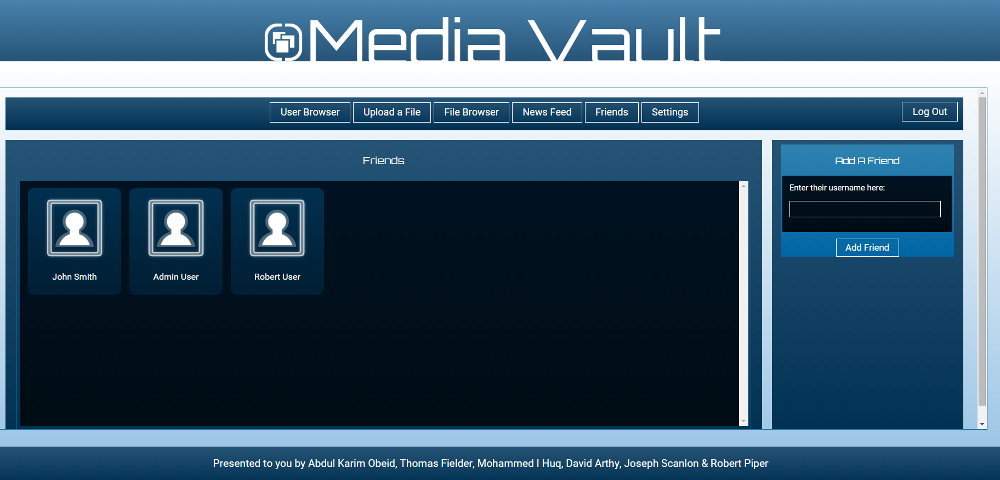 Media Vault
User Browser
Upload a File
File Browser
News Feed
Friends
Settings
Log Out
Friends
John Smith
Admin User
Robert User
Add A Friend
Enter their username here:
Add Friend
Presented to you by Abdul Karim Obeid, Thomas Fielder, Mohammed I Huq, David Arthy, Joseph Scanlon & Robert Piper